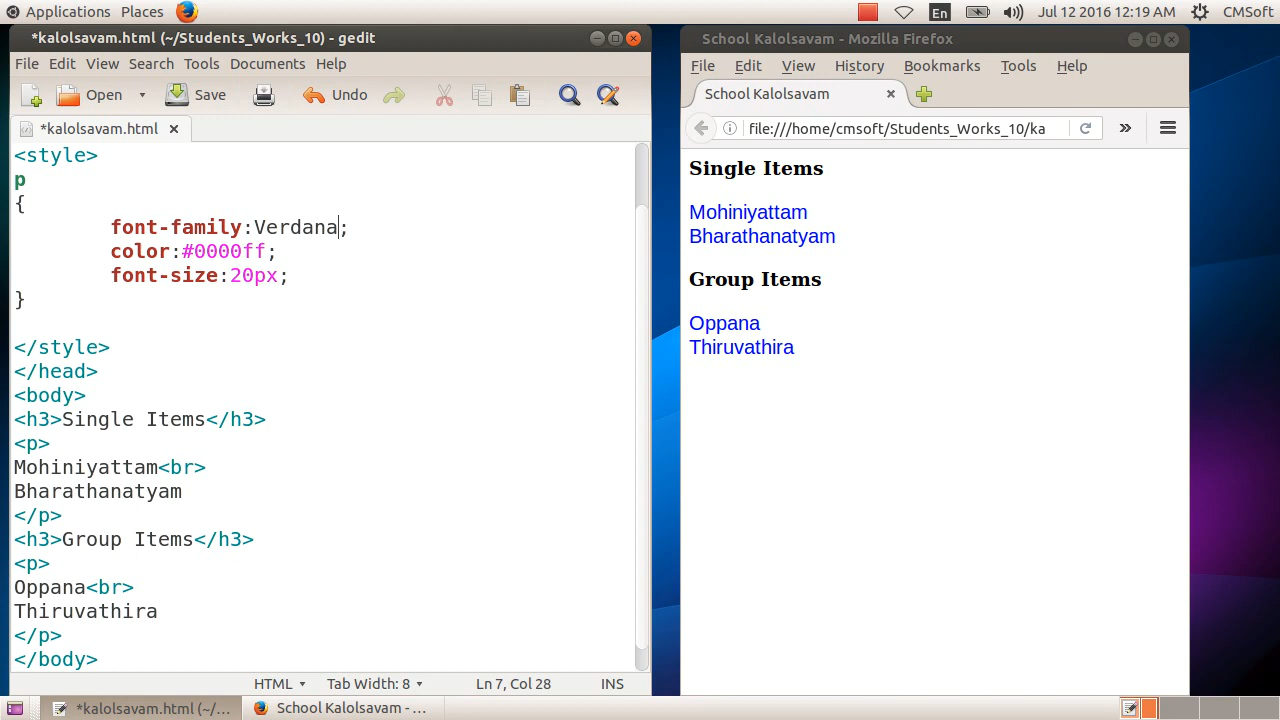 Applications Places En Jul 12 2016 12:19 AM CMSoft
*kalolsavam.html (~/Students_Works_10) - gedit
File Edit View Search Tools Documents Help
Open Save Undo
*kalolsavam.html
<style>
p
{
font-family:Verdana;
color:#0000ff;
font-size:20px;
}
</style>
</head>
<body>
<h3>Single Items</h3>
<p>
Mohiniyattam<br>
Bharathanatyam
</p>
<h3>Group Items</h3>
<p>
Oppana<br>
Thiruvathira
</p>
</body>
HTML Tab Width: 8 Ln 7, Col 28 INS
School Kalolsavam - Mozilla Firefox
File Edit View History Bookmarks Tools Help
School Kalolsavam
file:///home/cmsoft/Students_Works_10/ka
Single Items
Mohiniyattam
Bharathanatyam
Group Items
Oppana
Thiruvathira
*kalolsavam.html (~/... School Kalolsavam - ...